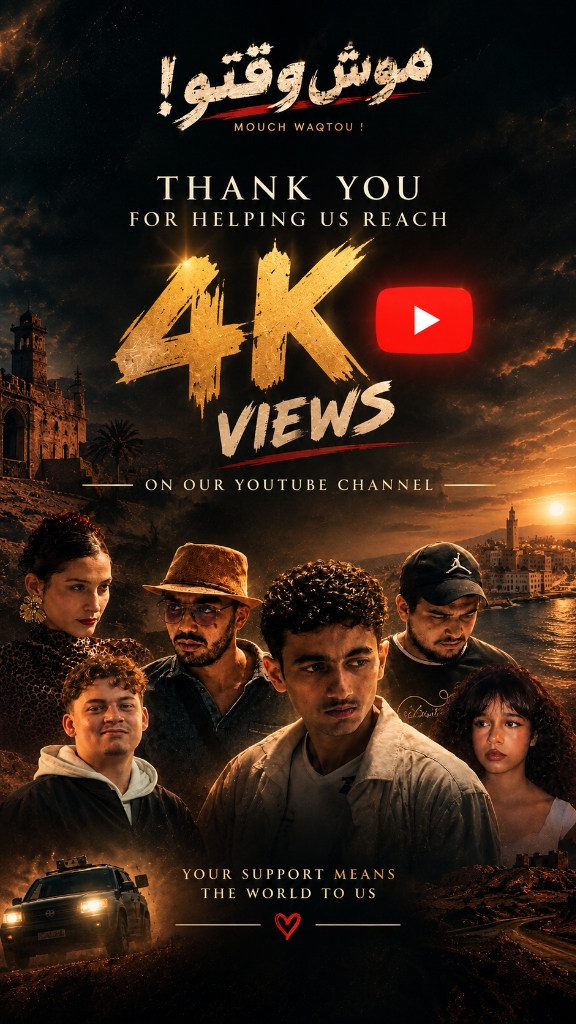 موش وقتو!
MOUCH WAQTOU !
THANK YOU
FOR HELPING US REACH
4K
VIEWS
ON OUR YOUTUBE CHANNEL
YOUR SUPPORT MEANS
THE WORLD TO US